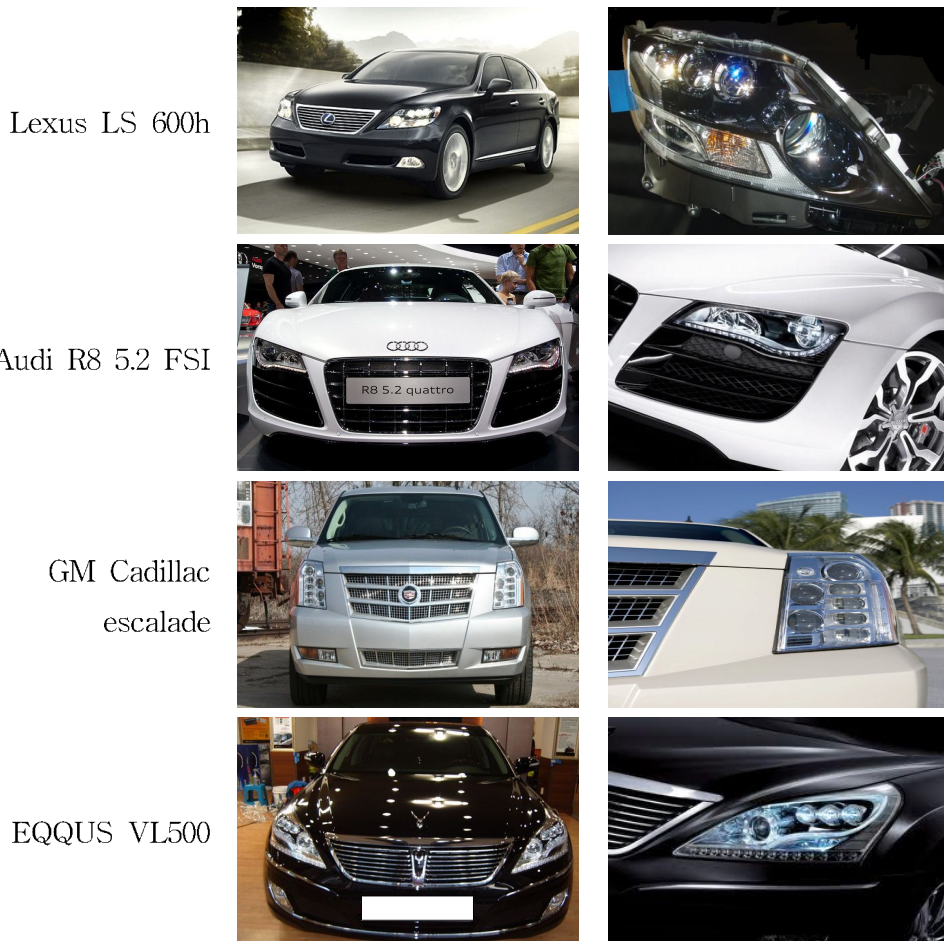 Lexus LS 600h
Audi R8 5.2 FSI
R8 5.2 quattro
GM Cadillac
escalade
EQQUS VL500